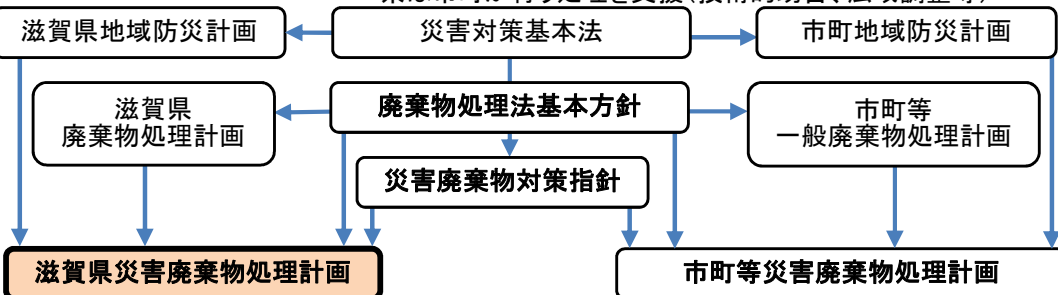 滋賀県地域防災計画
災害対策基本法
市町地域防災計画
滋賀県
廃棄物処理計画
廃棄物処理法基本方針
市町等
一般廃棄物処理計画
災害廃棄物対策指針
滋賀県災害廃棄物処理計画
市町等災害廃棄物処理計画